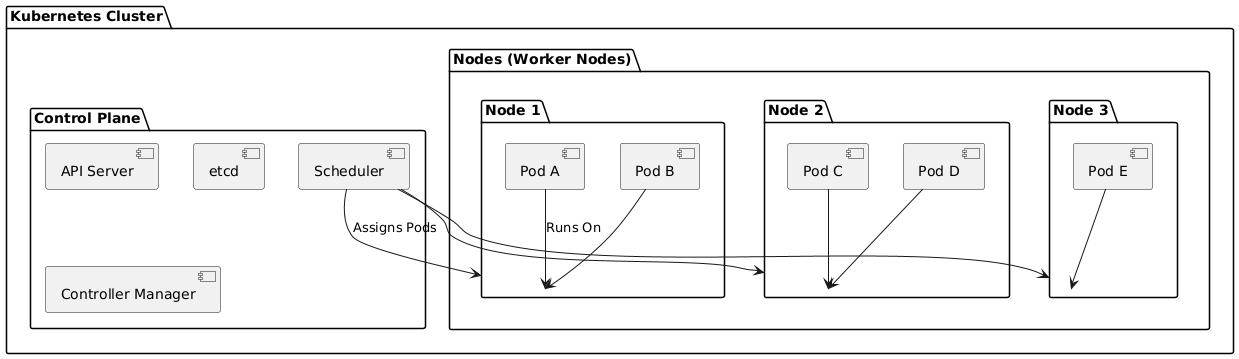 Kubernetes Cluster
Nodes (Worker Nodes)
Control Plane
Node 1
Node 2
Node 3
API Server
etcd
Scheduler
Pod A
Pod B
Pod C
Pod D
Pod E
Assigns Pods
Runs On
Controller Manager